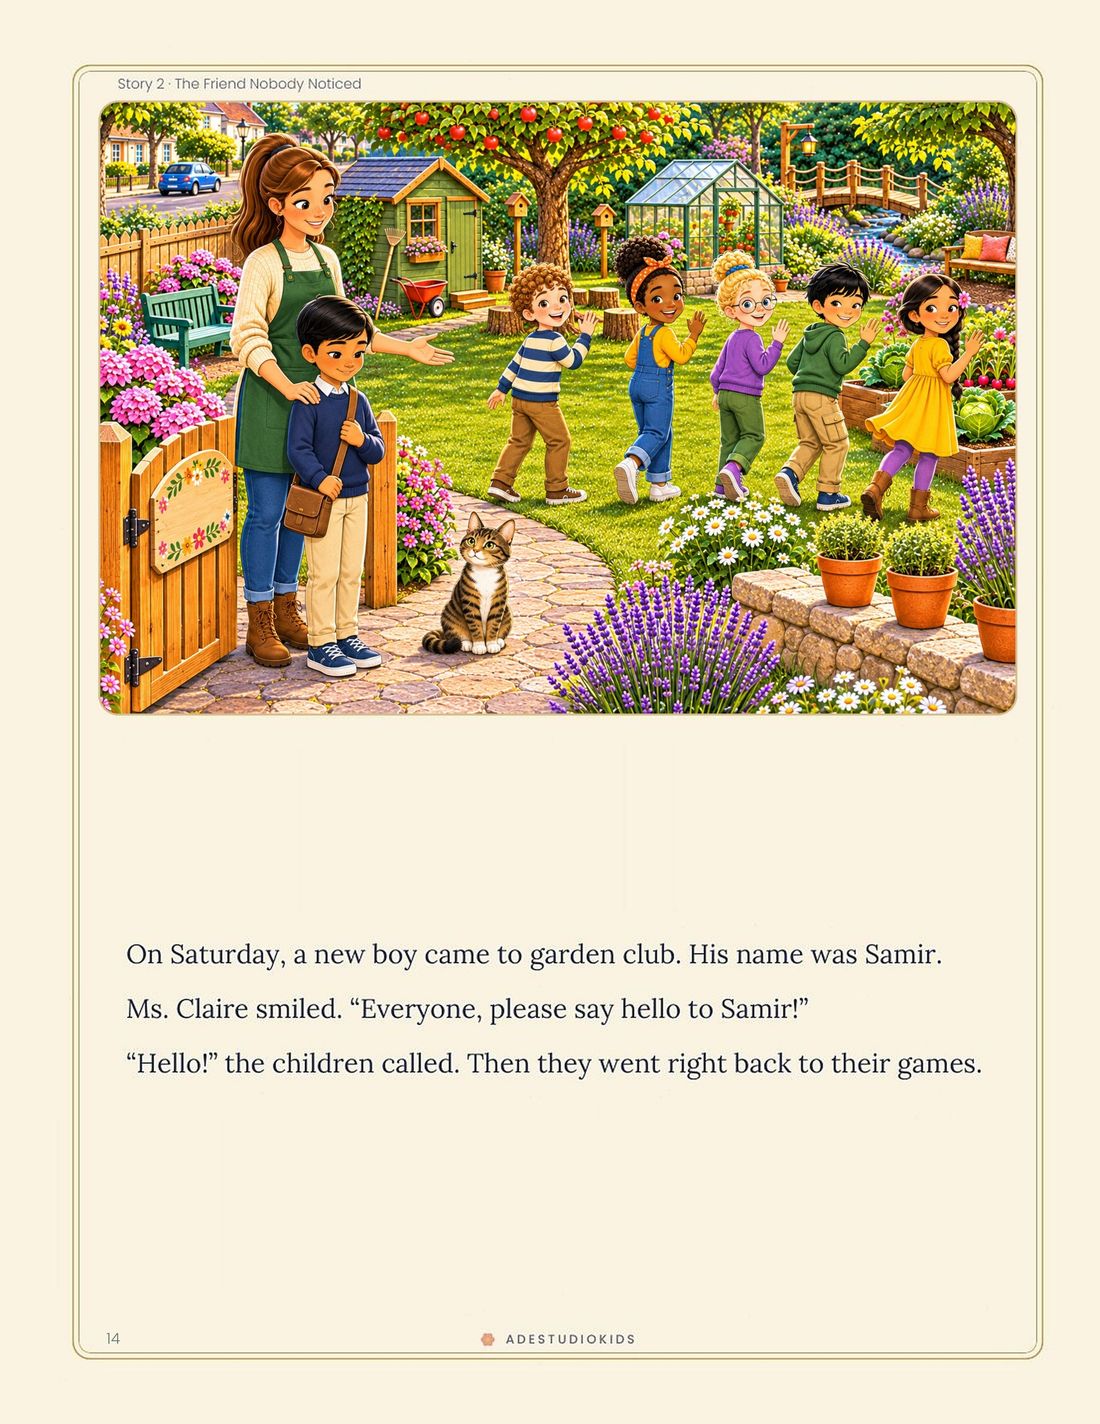 Story 2 · The Friend Nobody Noticed
On Saturday, a new boy came to garden club. His name was Samir.
Ms. Claire smiled. “Everyone, please say hello to Samir!”
“Hello!” the children called. Then they went right back to their games.
14
ADESTUDIOKIDS